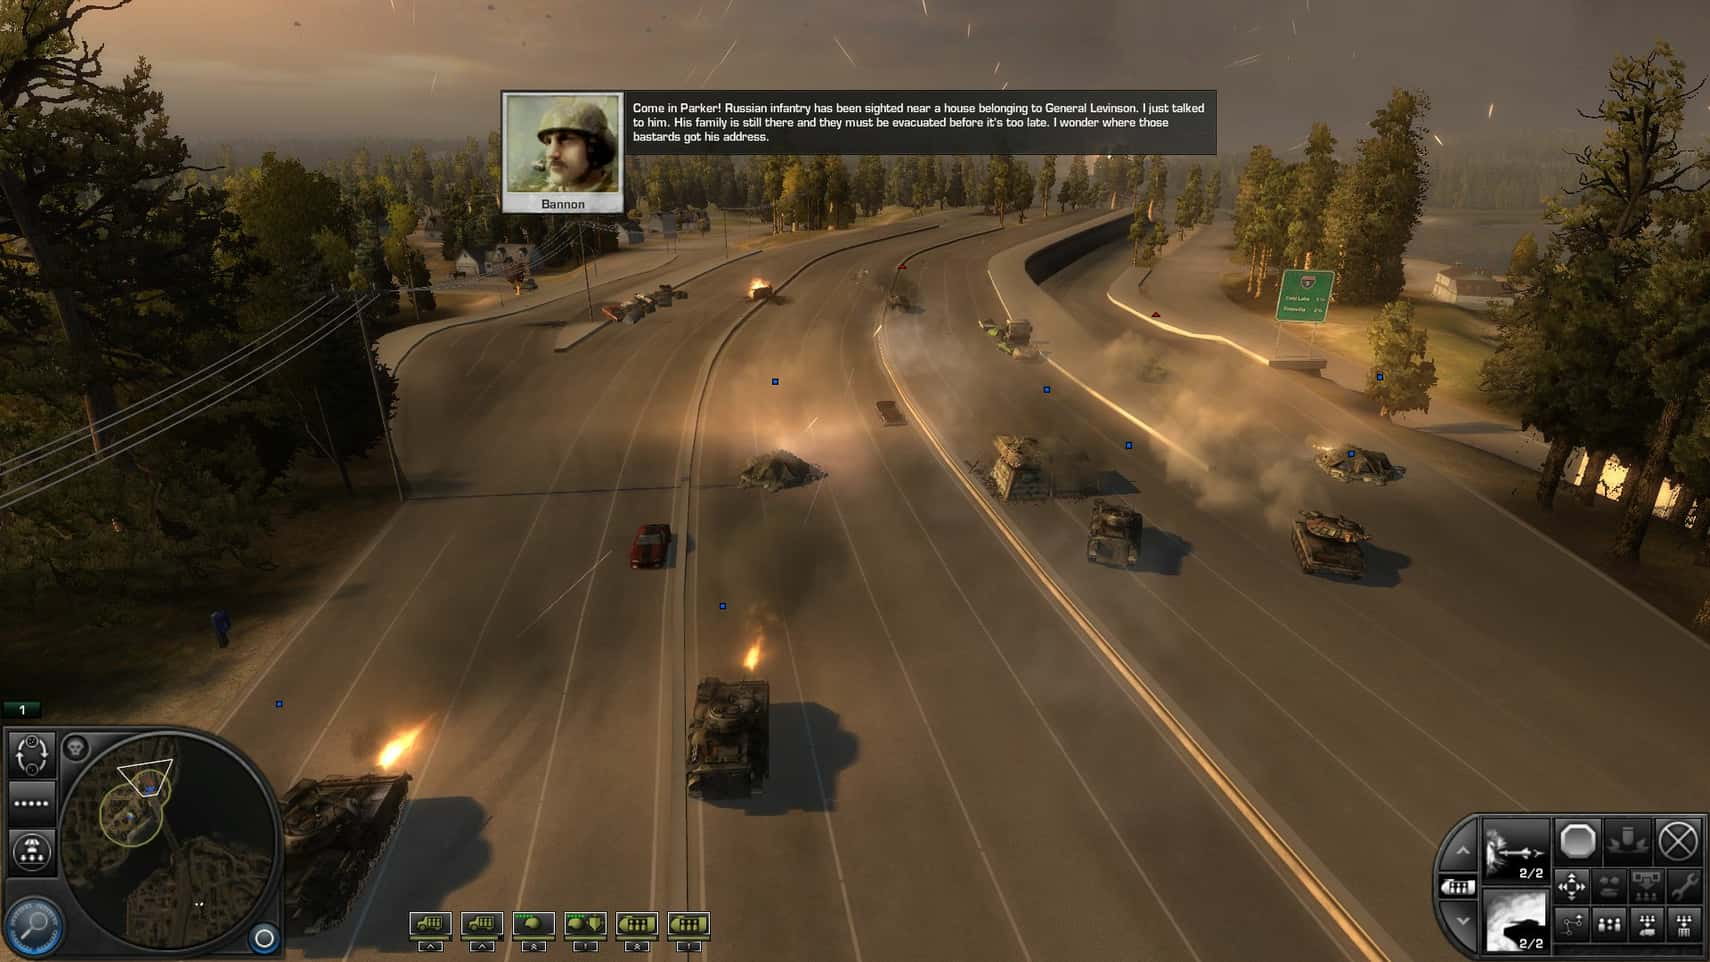 Come in Parker! Russian infantry has been sighted near a house belonging to General Levinson. I just talked
to him. His family is still there and they must be evacuated before it's too late. I wonder where those
bastards got his address.
Bannon
1
2/2
2/2